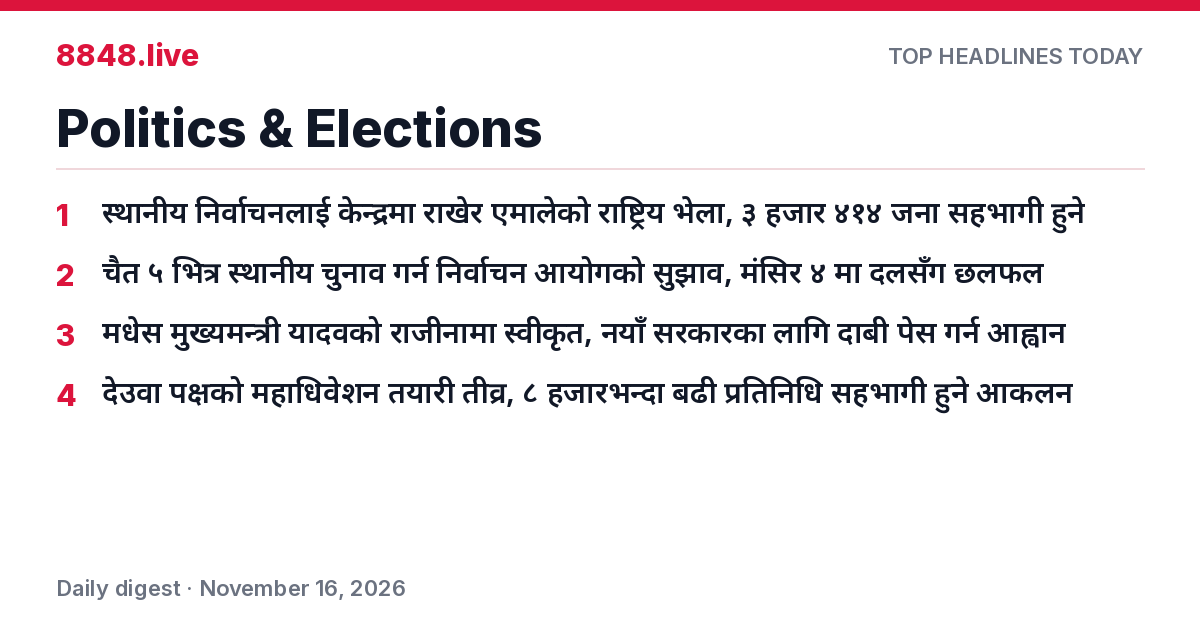 8848.live
TOP HEADLINES TODAY
Politics & Elections
1 स्थानीय निर्वाचनलाई केन्द्रमा राखेर एमालेको राष्ट्रिय भेला, ३ हजार ४१४ जना सहभागी हुने
2 चैत ५ भित्र स्थानीय चुनाव गर्न निर्वाचन आयोगको सुझाव, मंसिर ४ मा दलसँग छलफल
3 मधेस मुख्यमन्त्री यादवको राजीनामा स्वीकृत, नयाँ सरकारका लागि दाबी पेस गर्न आह्वान
4 देउवा पक्षको महाधिवेशन तयारी तीव्र, ८ हजारभन्दा बढी प्रतिनिधि सहभागी हुने आकलन
Daily digest · November 16, 2026